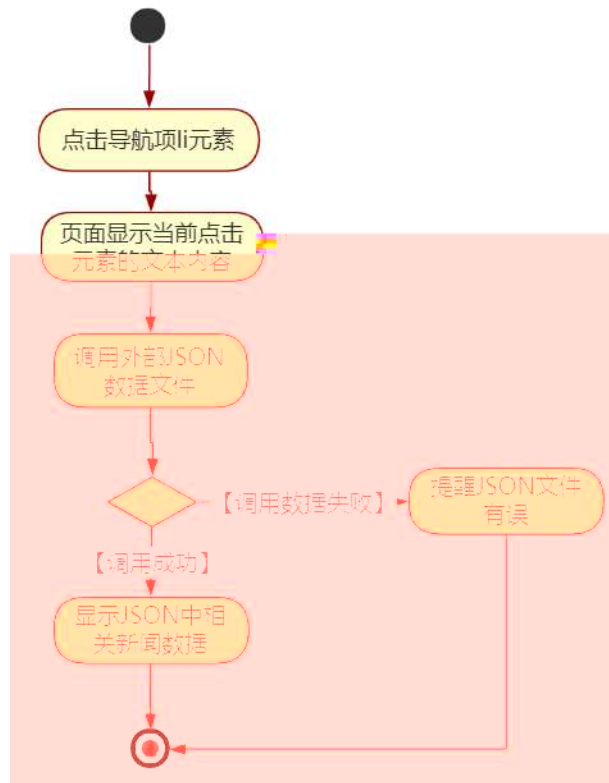 点击导航项li元素
页面显示当前点击
元素的文本内容
调用外部JSON
数据文件
【调用数据失败】
提醒JSON文件
有误
【调用成功】
显示JSON中相
关新闻数据